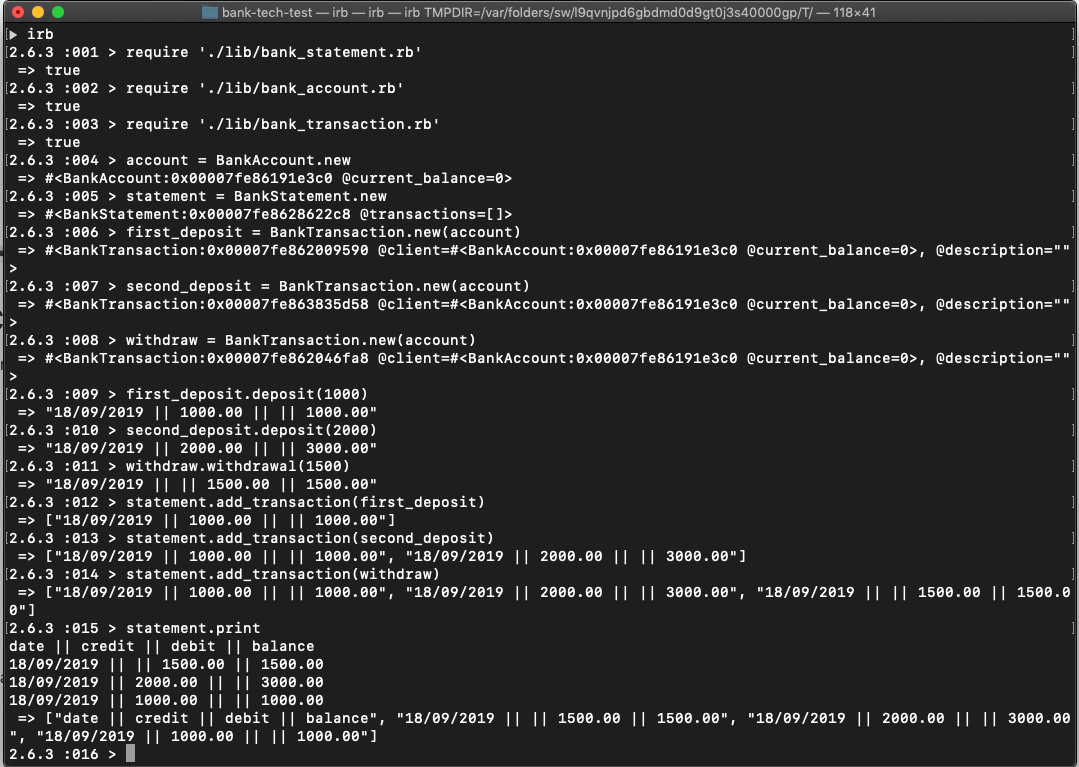 bank-tech-test — irb — irb — irb TMPDIR=/var/folders/sw/l9qvnjpd6gbdmd0d9gt0j3s40000gp/T/ — 118×41
irb
[2.6.3 :001 > require './lib/bank_statement.rb' ]
 => true
[2.6.3 :002 > require './lib/bank_account.rb' ]
 => true
[2.6.3 :003 > require './lib/bank_transaction.rb' ]
 => true
[2.6.3 :004 > account = BankAccount.new ]
 => #<BankAccount:0x00007fe86191e3c0 @current_balance=0>
[2.6.3 :005 > statement = BankStatement.new ]
 => #<BankStatement:0x00007fe8628622c8 @transactions=[]>
[2.6.3 :006 > first_deposit = BankTransaction.new(account) ]
 => #<BankTransaction:0x00007fe862009590 @client=#<BankAccount:0x00007fe86191e3c0 @current_balance=0>, @description=""
>
[2.6.3 :007 > second_deposit = BankTransaction.new(account) ]
 => #<BankTransaction:0x00007fe863835d58 @client=#<BankAccount:0x00007fe86191e3c0 @current_balance=0>, @description=""
>
[2.6.3 :008 > withdraw = BankTransaction.new(account) ]
 => #<BankTransaction:0x00007fe862046fa8 @client=#<BankAccount:0x00007fe86191e3c0 @current_balance=0>, @description=""
>
[2.6.3 :009 > first_deposit.deposit(1000) ]
 => "18/09/2019 || 1000.00 || || 1000.00"
[2.6.3 :010 > second_deposit.deposit(2000) ]
 => "18/09/2019 || 2000.00 || || 3000.00"
[2.6.3 :011 > withdraw.withdrawal(1500) ]
 => "18/09/2019 || || 1500.00 || 1500.00"
[2.6.3 :012 > statement.add_transaction(first_deposit) ]
 => ["18/09/2019 || 1000.00 || || 1000.00"]
[2.6.3 :013 > statement.add_transaction(second_deposit) ]
 => ["18/09/2019 || 1000.00 || || 1000.00", "18/09/2019 || 2000.00 || || 3000.00"]
[2.6.3 :014 > statement.add_transaction(withdraw) ]
 => ["18/09/2019 || 1000.00 || || 1000.00", "18/09/2019 || 2000.00 || || 3000.00", "18/09/2019 || || 1500.00 || 1500.0
0"]
[2.6.3 :015 > statement.print ]
date || credit || debit || balance
18/09/2019 || || 1500.00 || 1500.00
18/09/2019 || 2000.00 || || 3000.00
18/09/2019 || 1000.00 || || 1000.00
 => ["date || credit || debit || balance", "18/09/2019 || || 1500.00 || 1500.00", "18/09/2019 || 2000.00 || || 3000.00
", "18/09/2019 || 1000.00 || || 1000.00"]
2.6.3 :016 >